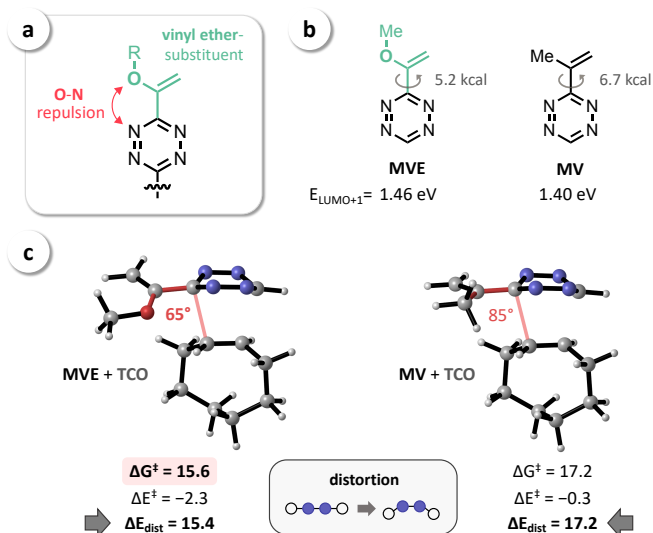 a
vinyl ether-
substituent
R
O
O-N
repulsion
N N
N N
b
Me
O
5.2 kcal
N N
N N
MVE
Me
6.7 kcal
N N
N N
MV
E_LUMO+1 = 1.46 eV
1.40 eV
c
65°
MVE + TCO
85°
MV + TCO
ΔG‡ = 15.6
ΔE‡ = −2.3
ΔE_dist = 15.4
distortion
ΔG‡ = 17.2
ΔE‡ = −0.3
ΔE_dist = 17.2